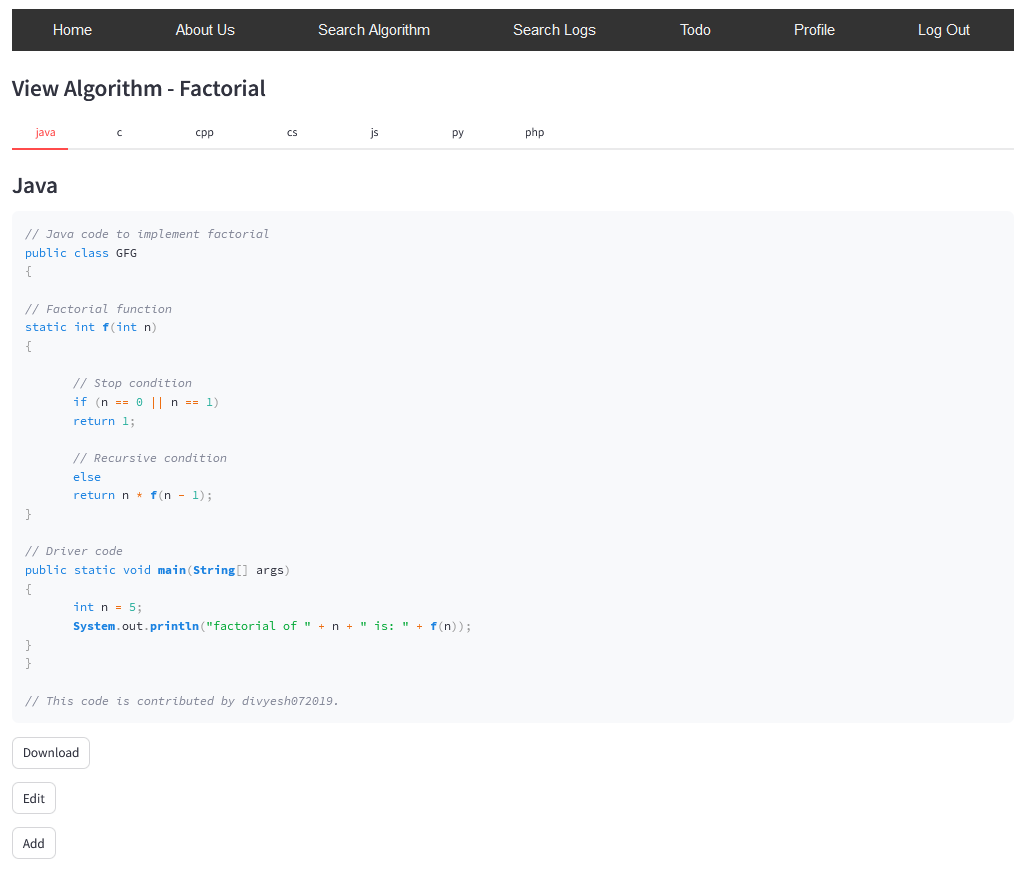 Home About Us Search Algorithm Search Logs Todo Profile Log Out
View Algorithm - Factorial
java c cpp cs js py php
Java
// Java code to implement factorial
public class GFG
{
// Factorial function
static int f(int n)
{
// Stop condition
if (n == 0 || n == 1)
return 1;
// Recursive condition
else
return n * f(n - 1);
}
// Driver code
public static void main(String[] args)
{
int n = 5;
System.out.println("factorial of " + n + " is: " + f(n));
}
}
// This code is contributed by divyesh072019.
Download
Edit
Add